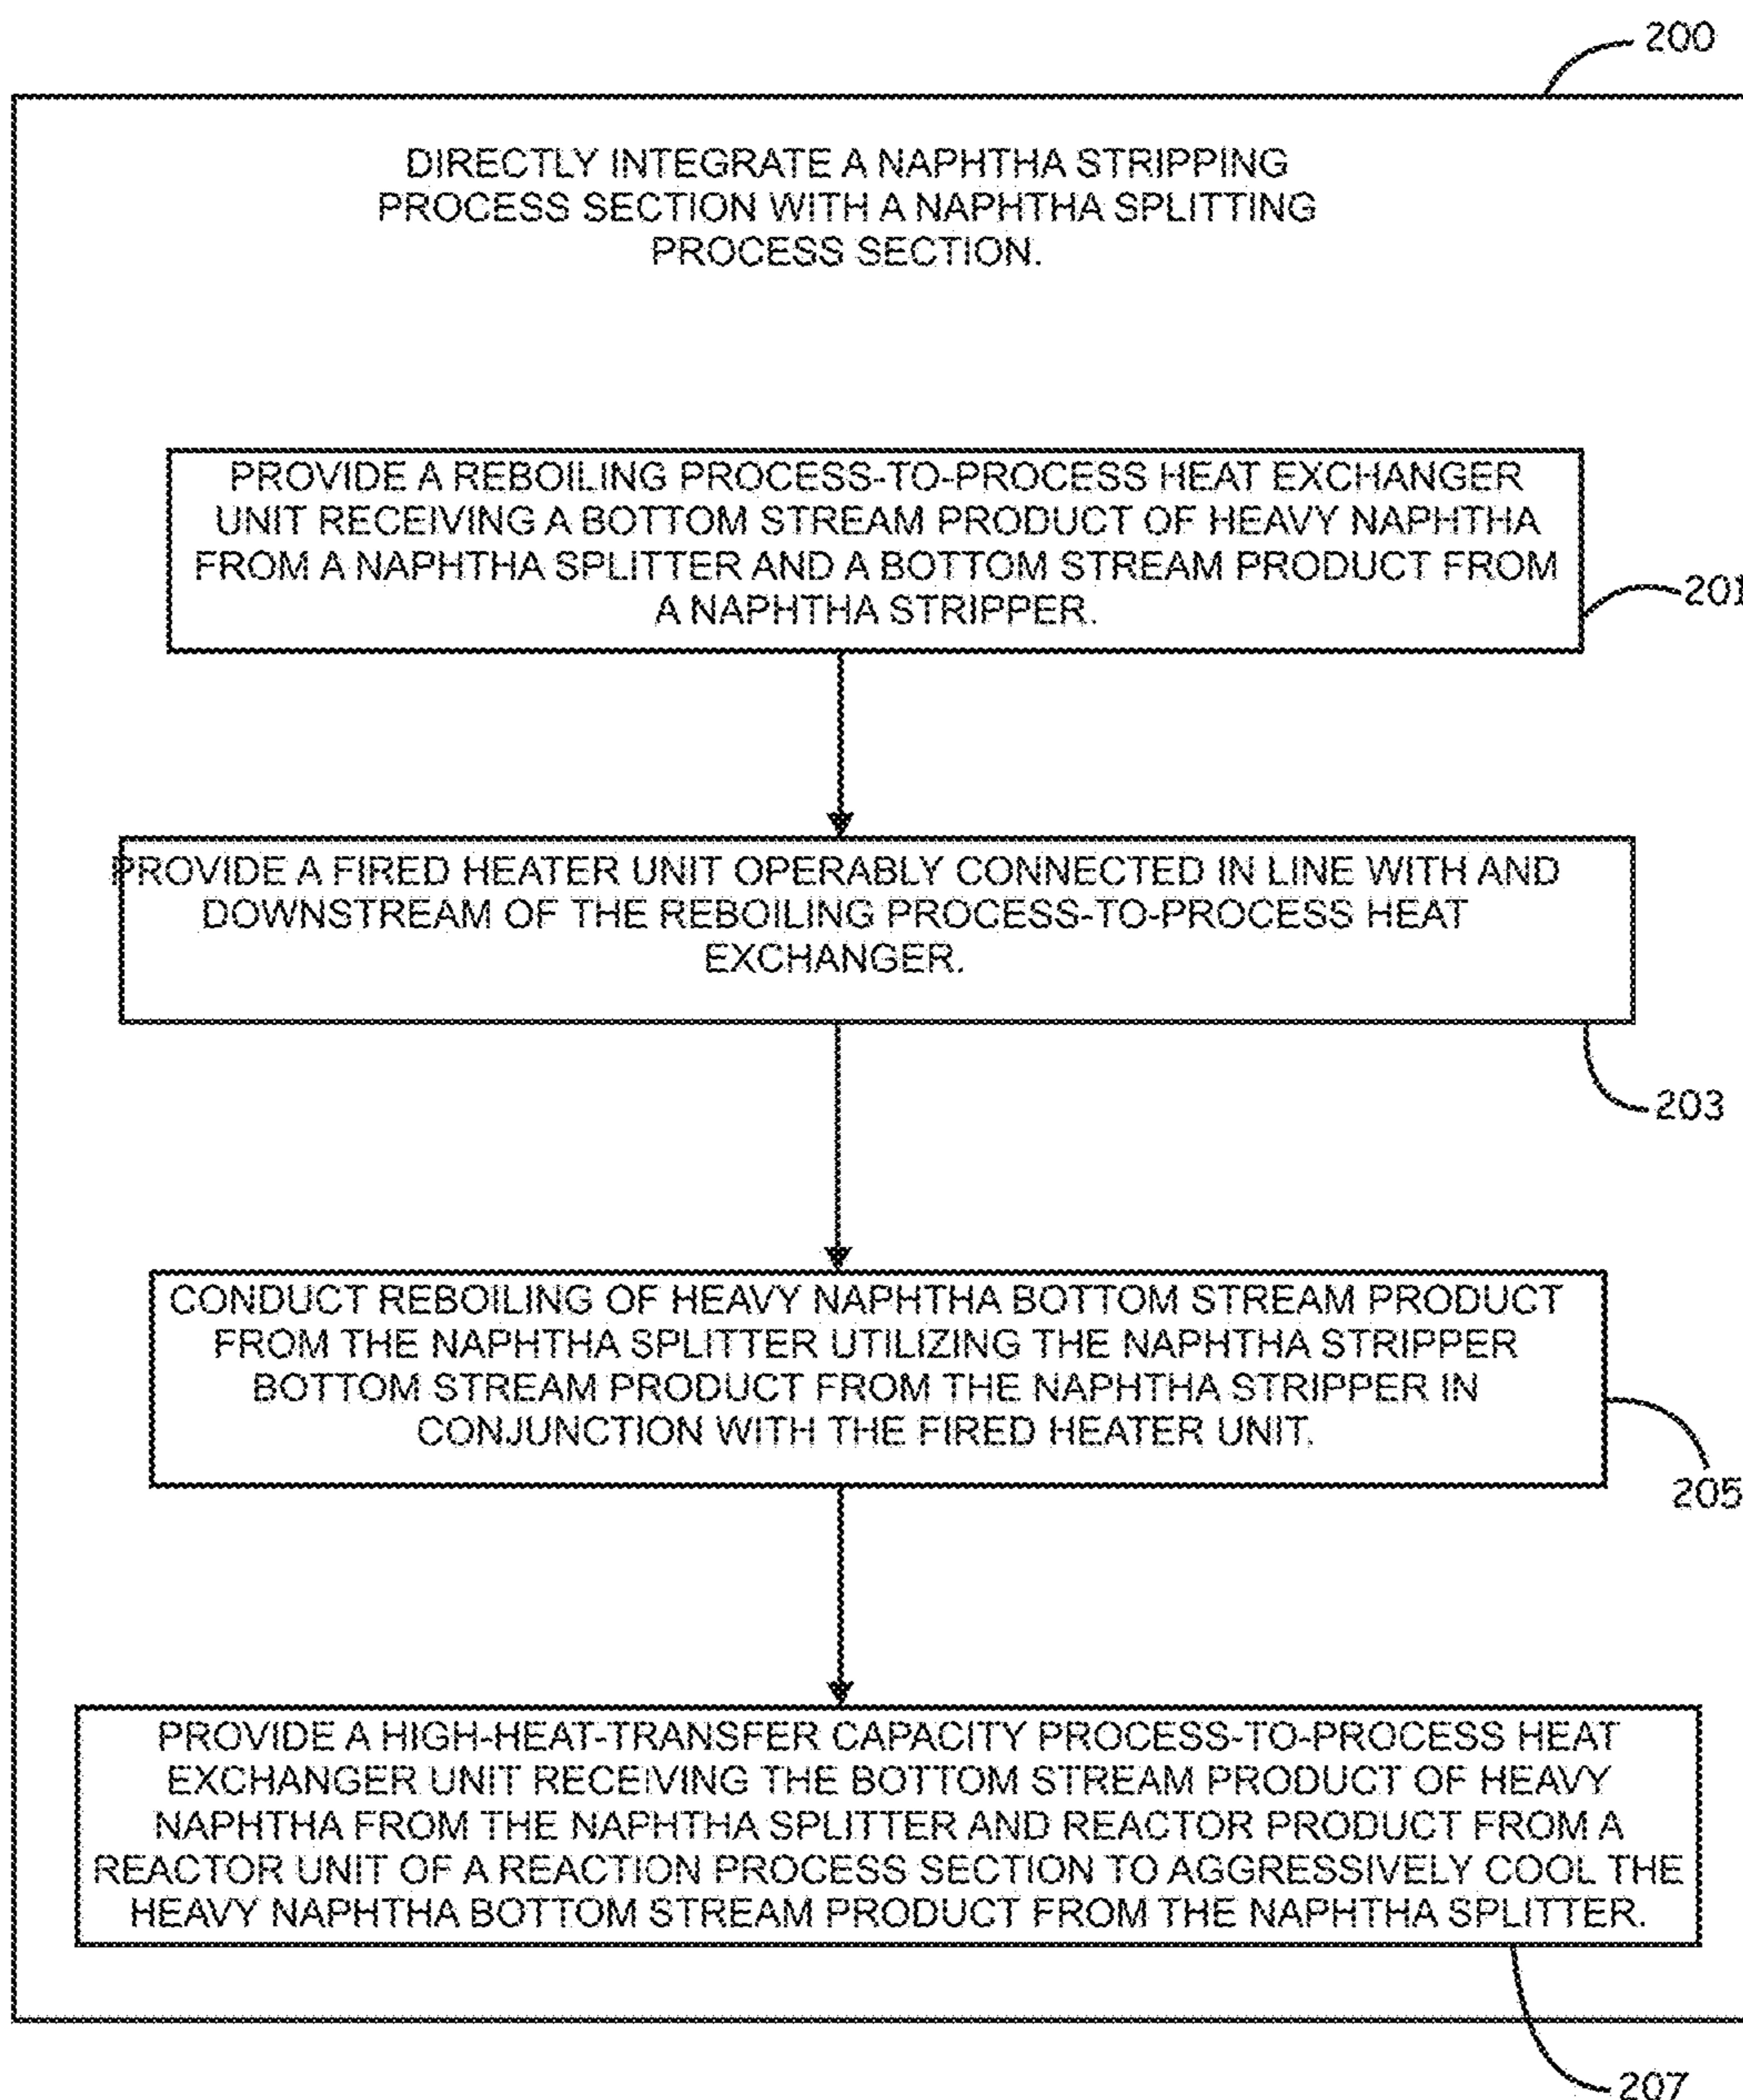 200
DIRECTLY INTEGRATE A NAPHTHA STRIPPING
PROCESS SECTION WITH A NAPHTHA SPLITTING
PROCESS SECTION.
PROVIDE A REBOILING PROCESS-TO-PROCESS HEAT EXCHANGER
UNIT RECEIVING A BOTTOM STREAM PRODUCT OF HEAVY NAPHTHA
FROM A NAPHTHA SPLITTER AND A BOTTOM STREAM PRODUCT FROM
A NAPHTHA STRIPPER.
201
PROVIDE A FIRED HEATER UNIT OPERABLY CONNECTED IN LINE WITH AND
DOWNSTREAM OF THE REBOILING PROCESS-TO-PROCESS HEAT
EXCHANGER.
203
CONDUCT REBOILING OF HEAVY NAPHTHA BOTTOM STREAM PRODUCT
FROM THE NAPHTHA SPLITTER UTILIZING THE NAPHTHA STRIPPER
BOTTOM STREAM PRODUCT FROM THE NAPHTHA STRIPPER IN
CONJUNCTION WITH THE FIRED HEATER UNIT.
205
PROVIDE A HIGH-HEAT-TRANSFER CAPACITY PROCESS-TO-PROCESS HEAT
EXCHANGER UNIT RECEIVING THE BOTTOM STREAM PRODUCT OF HEAVY
NAPHTHA FROM THE NAPHTHA SPLITTER AND REACTOR PRODUCT FROM A
REACTOR UNIT OF A REACTION PROCESS SECTION TO AGGRESSIVELY COOL THE
HEAVY NAPHTHA BOTTOM STREAM PRODUCT FROM THE NAPHTHA SPLITTER.
207